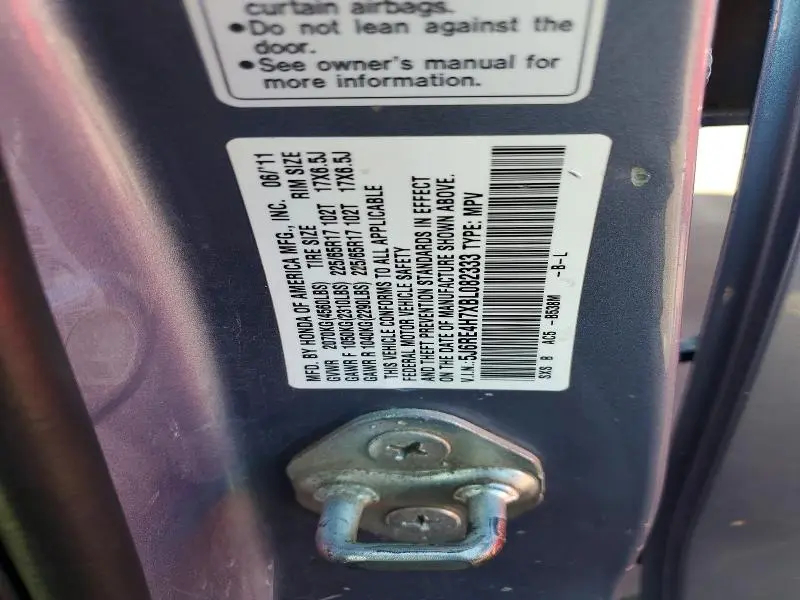 curtain airbags.
•Do not lean against the
door.
•See owner's manual for
more information.
MFD. BY HONDA OF AMERICA MFG., INC. 06/'11
GVWR 2070KG(4560LBS) TIRE SIZE RIM SIZE
GAWR F 1050KG(2310LBS) 225/65R17 102T 17X6.5J
GAWR R 1040KG(2290LBS) 225/65R17 102T 17X6.5J
THIS VEHICLE CONFORMS TO ALL APPLICABLE
FEDERAL MOTOR VEHICLE SAFETY
AND THEFT PREVENTION STANDARDS IN EFFECT
ON THE DATE OF MANUFACTURE SHOWN ABOVE.
V.I.N: 5J6RE4H7XBL082333 TYPE: MPV
SXS B AC5 -B538M -B-L